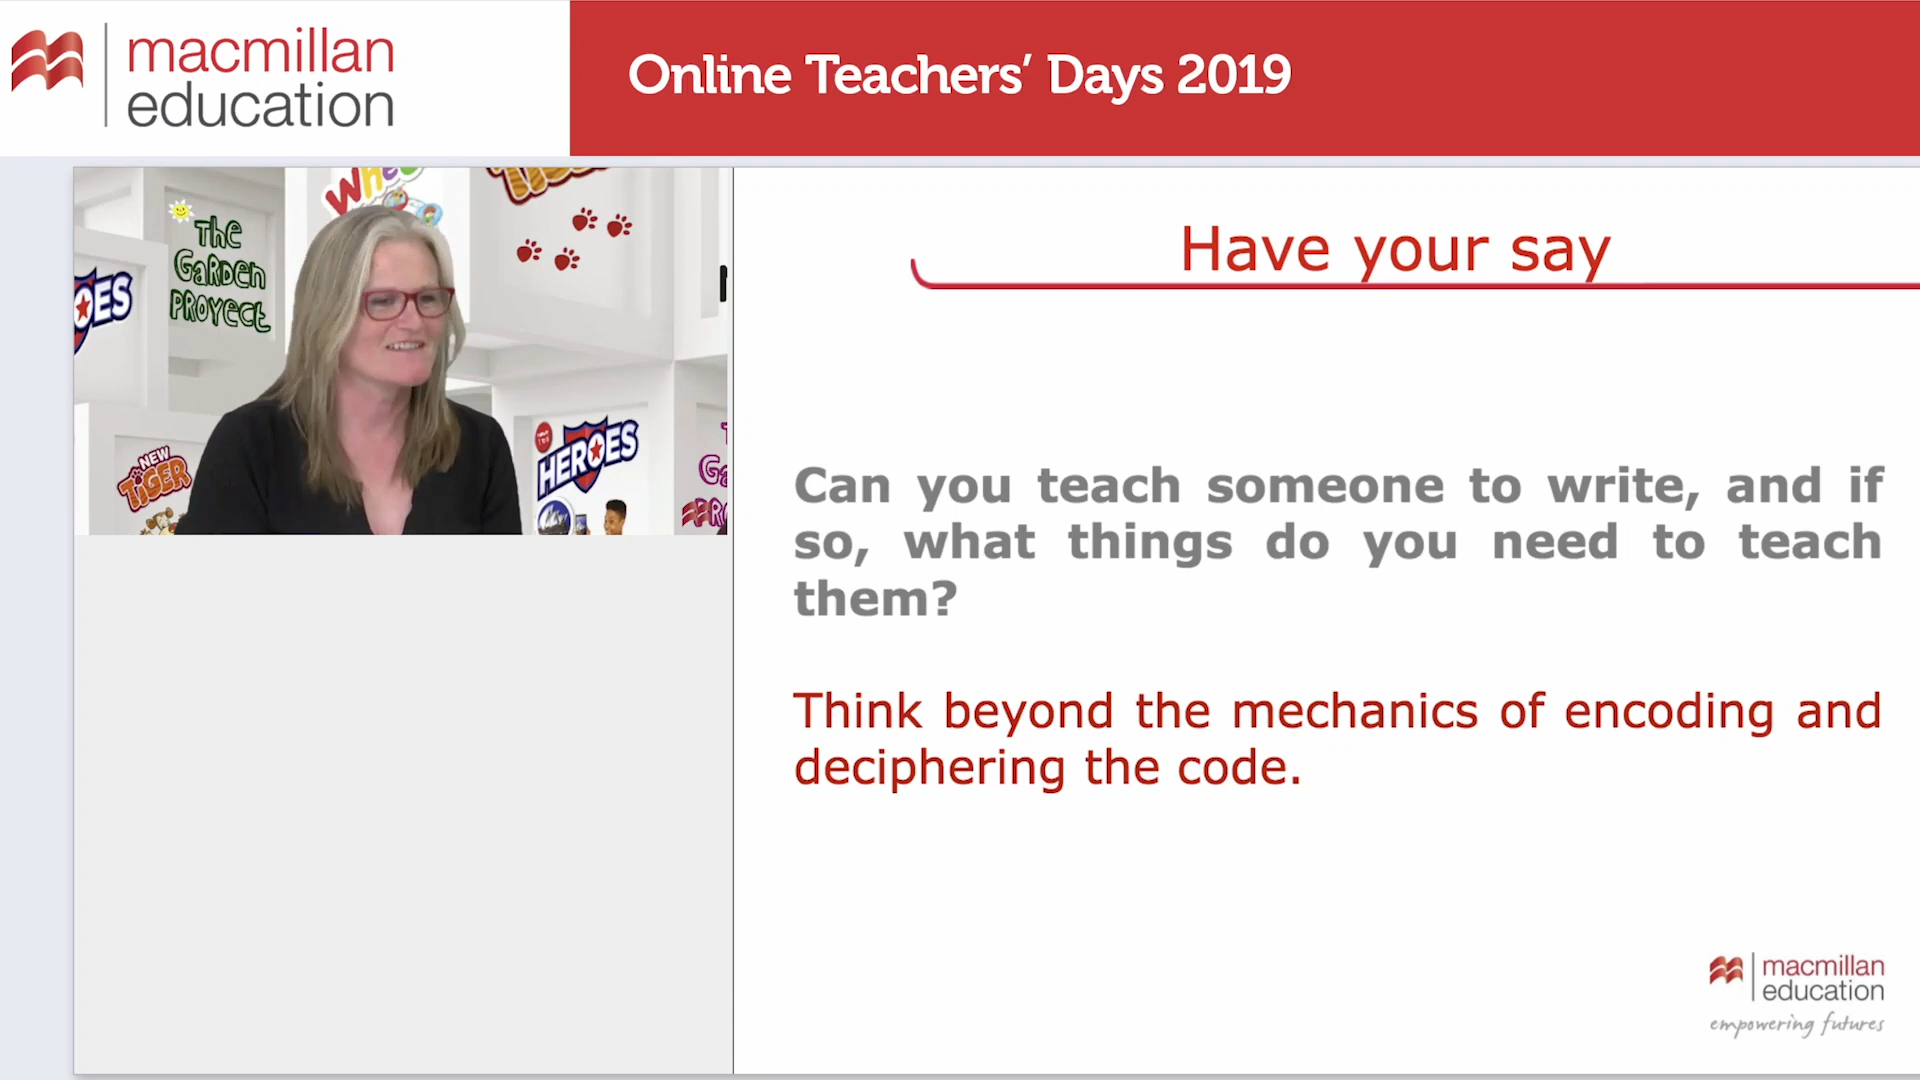 macmillan
education
Online Teachers’ Days 2019
The
Garden
Proyect
OES
NEW
TIGER
HEROES
Have your say
Can you teach someone to write, and if
so, what things do you need to teach
them?
Think beyond the mechanics of encoding and
deciphering the code.
macmillan
education
empowering futures